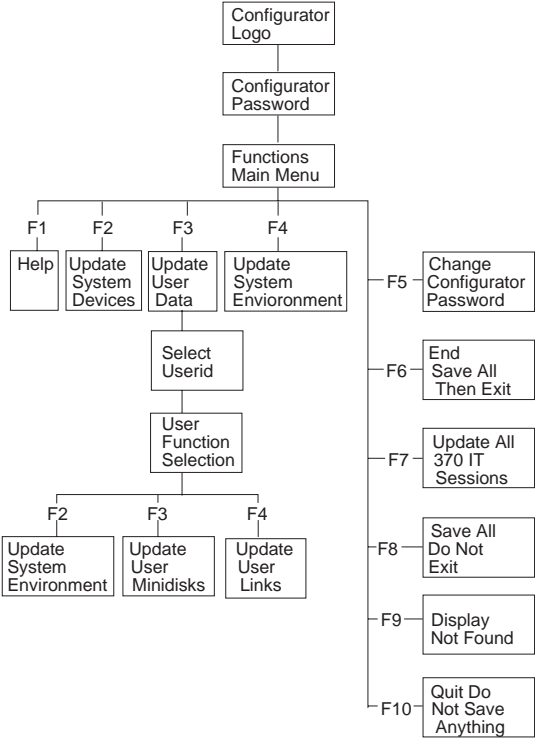 Configurator
Logo
Configurator
Password
Functions
Main Menu
F1
F2
F3
F4
Help
Update
System
Devices
Update
User
Data
Update
System
Envioronment
Select
Userid
User
Function
Selection
F2
F3
F4
Update
System
Environment
Update
User
Minidisks
Update
User
Links
F5
Change
Configurator
Password
F6
End
Save All
Then Exit
F7
Update All
370 IT
Sessions
F8
Save All
Do Not
Exit
F9
Display
Not Found
F10
Quit Do
Not Save
Anything